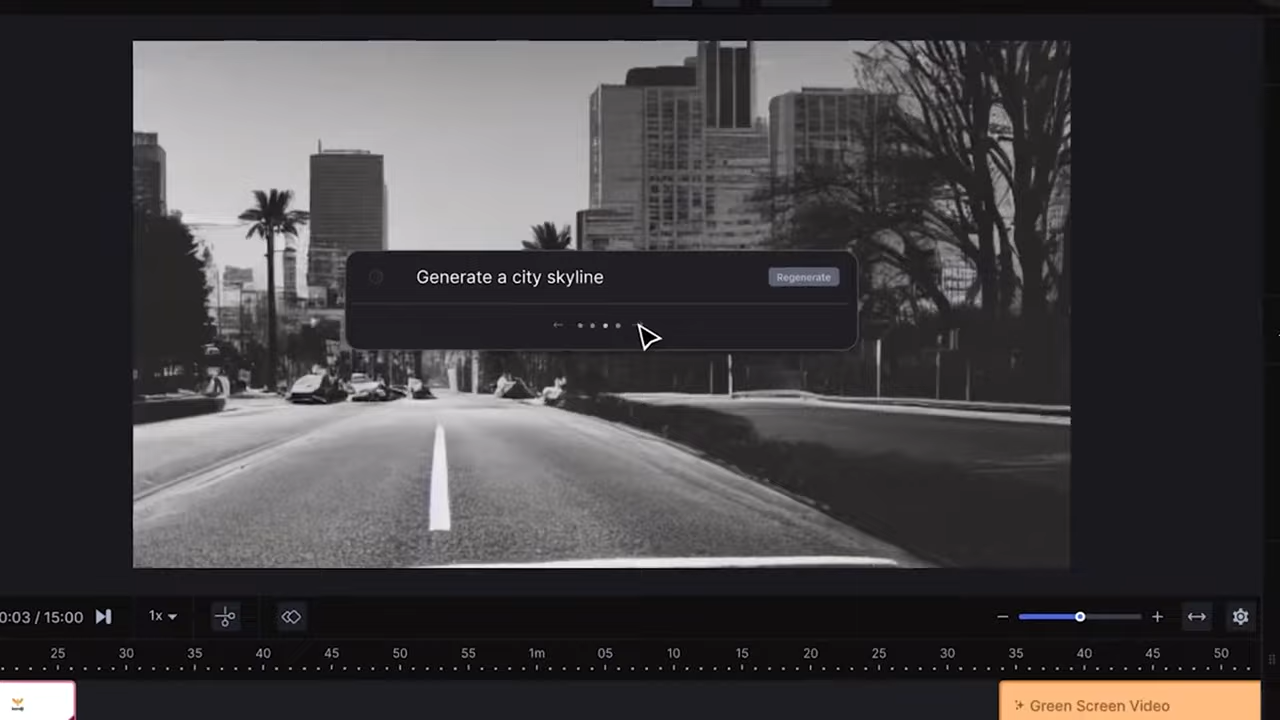 Generate a city skyline
Regenerate
0:03 / 15:00
1x
25 30 35 40 45 50 55 1m 05 10 15 20 25 30 35 40 45 50
Green Screen Video